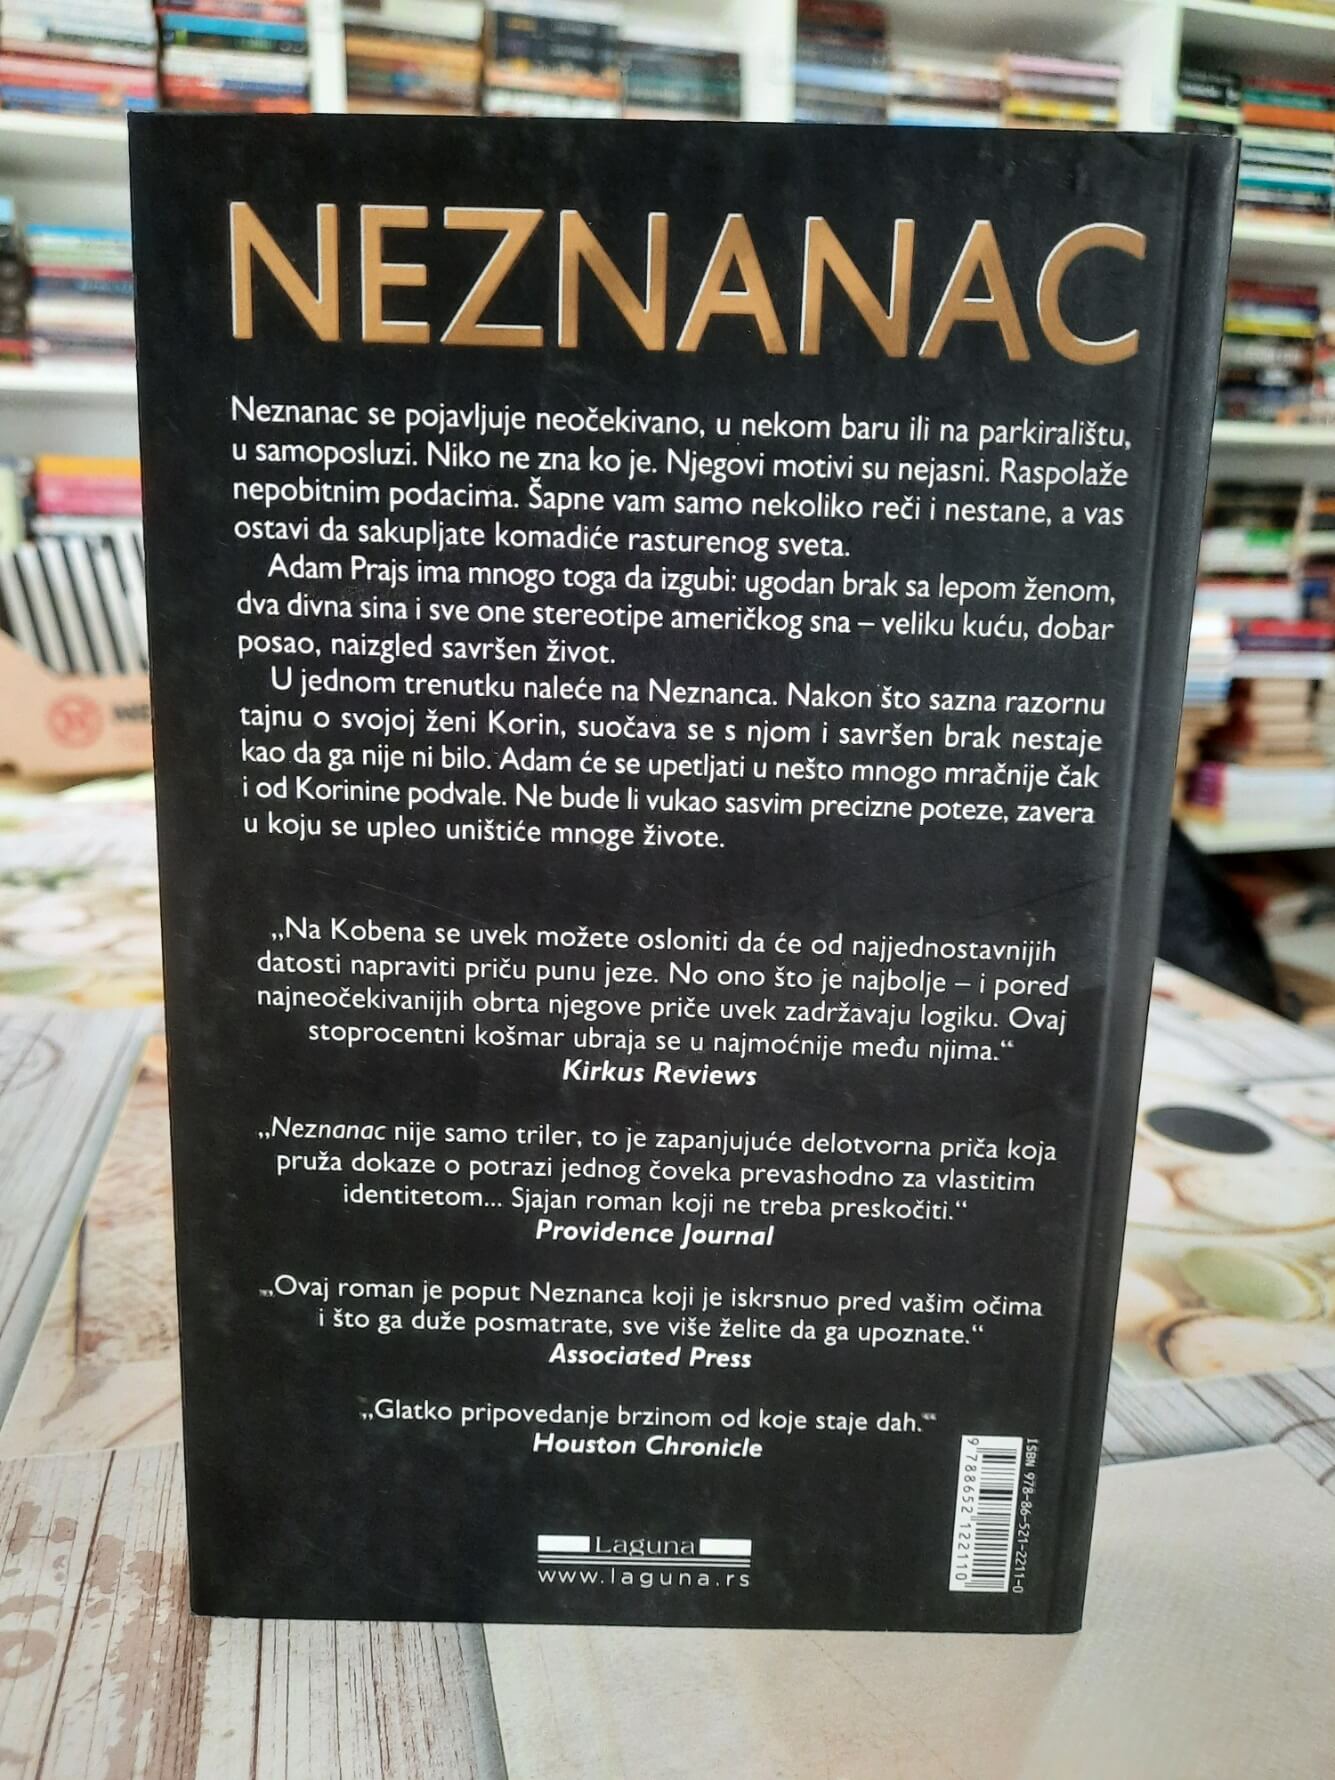 NEZNANAC
Neznanac se pojavljuje neočekivano, u nekom baru ili na parkiralištu,
u samoposluzi. Niko ne zna ko je. Njegovi motivi su nejasni. Raspolaže
nepobitnim podacima. Šapne vam samo nekoliko reči i nestane, a vas
ostavi da sakupljate komadiće rasturenog sveta.
Adam Prajs ima mnogo toga da izgubi: ugodan brak sa lepom ženom,
dva divna sina i sve one stereotipe američkog sna – veliku kuću, dobar
posao, naizgled savršen život.
U jednom trenutku naleće na Neznanca. Nakon što sazna razornu
tajnu o svojoj ženi Korin, suočava se s njom i savršen brak nestaje
kao da ga nije ni bilo. Adam će se upetljati u nešto mnogo mračnije čak
i od Korinine podvale. Ne bude li vukao sasvim precizne poteze, zavera
u koju se upleo uništiće mnoge živote.
„Na Kobena se uvek možete osloniti da će od najjednostavnijih
datosti napraviti priču punu jeze. No ono što je najbolje – i pored
najneočekivanijih obrta njegove priče uvek zadržavaju logiku. Ovaj
stoprocentni košmar ubraja se u najmoćnije među njima.“
Kirkus Reviews
„Neznanac nije samo triler, to je zapanjujuće delotvorna priča koja
pruža dokaze o potrazi jednog čoveka prevashodno za vlastitim
identitetom... Sjajan roman koji ne treba preskočiti.“
Providence Journal
„Ovaj roman je poput Neznanca koji je iskrsnuo pred vašim očima
i što ga duže posmatrate, sve više želite da ga upoznate.“
Associated Press
„Glatko pripovedanje brzinom od koje staje dah.“
Houston Chronicle
ISBN 978-86-521-2211-0
9 788652 122110
Laguna
www.laguna.rs